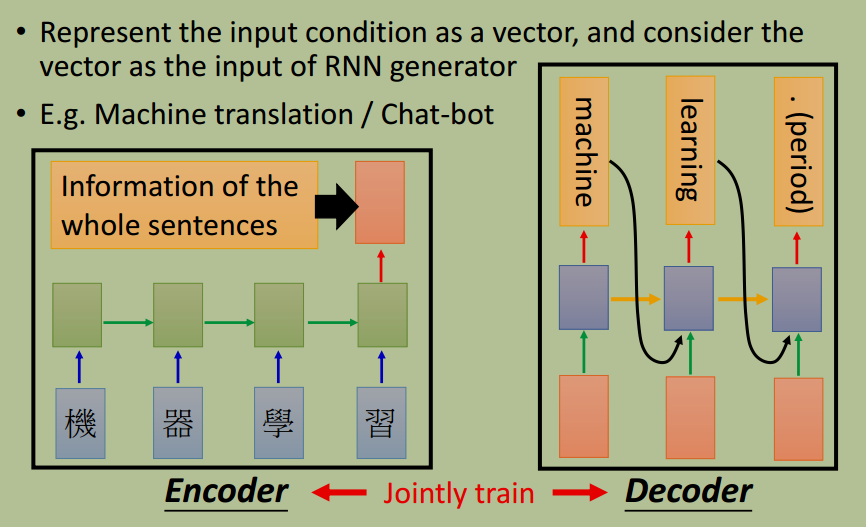 • Represent the input condition as a vector, and consider the
vector as the input of RNN generator
• E.g. Machine translation / Chat-bot
Information of the
whole sentences
機 器 學 習
machine
learning
. (period)
Encoder
Jointly train
Decoder